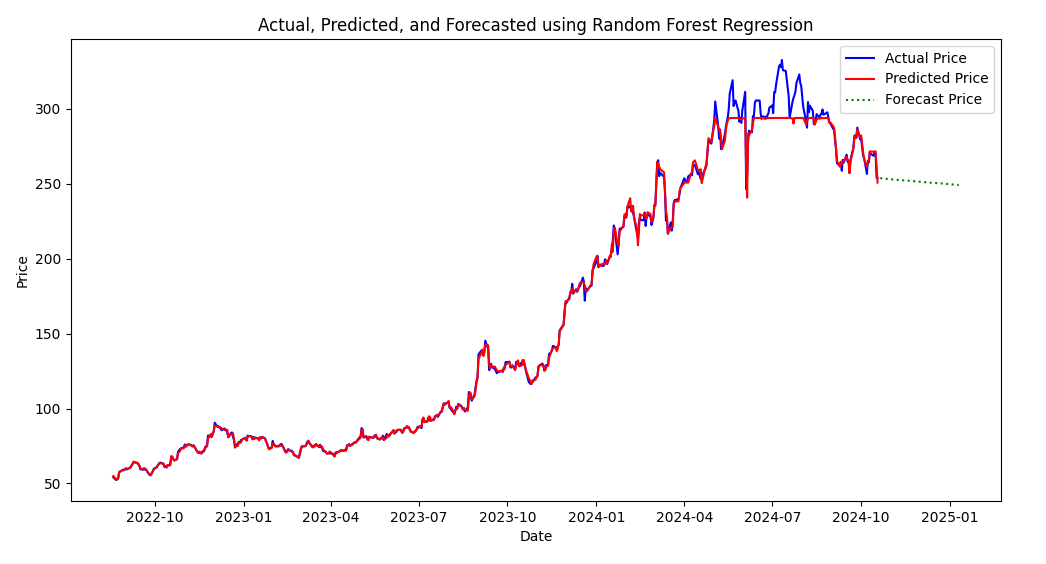 Actual, Predicted, and Forecasted using Random Forest Regression
Actual Price
Predicted Price
Forecast Price
Price
300
250
200
150
100
50
2022-10
2023-01
2023-04
2023-07
2023-10
2024-01
2024-04
2024-07
2024-10
2025-01
Date